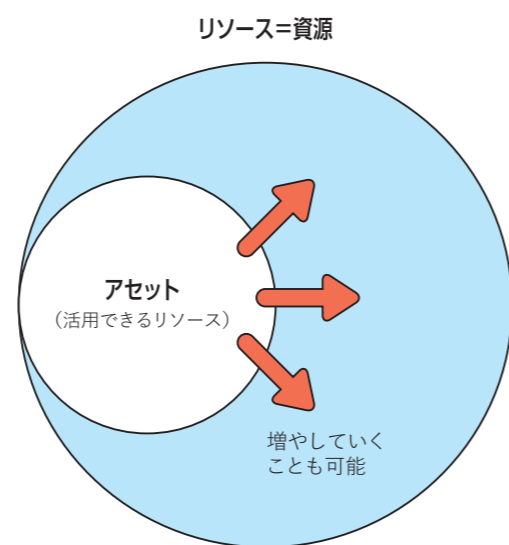 リソース＝資源
アセット
（活用できるリソース）
増やしていく
ことも可能